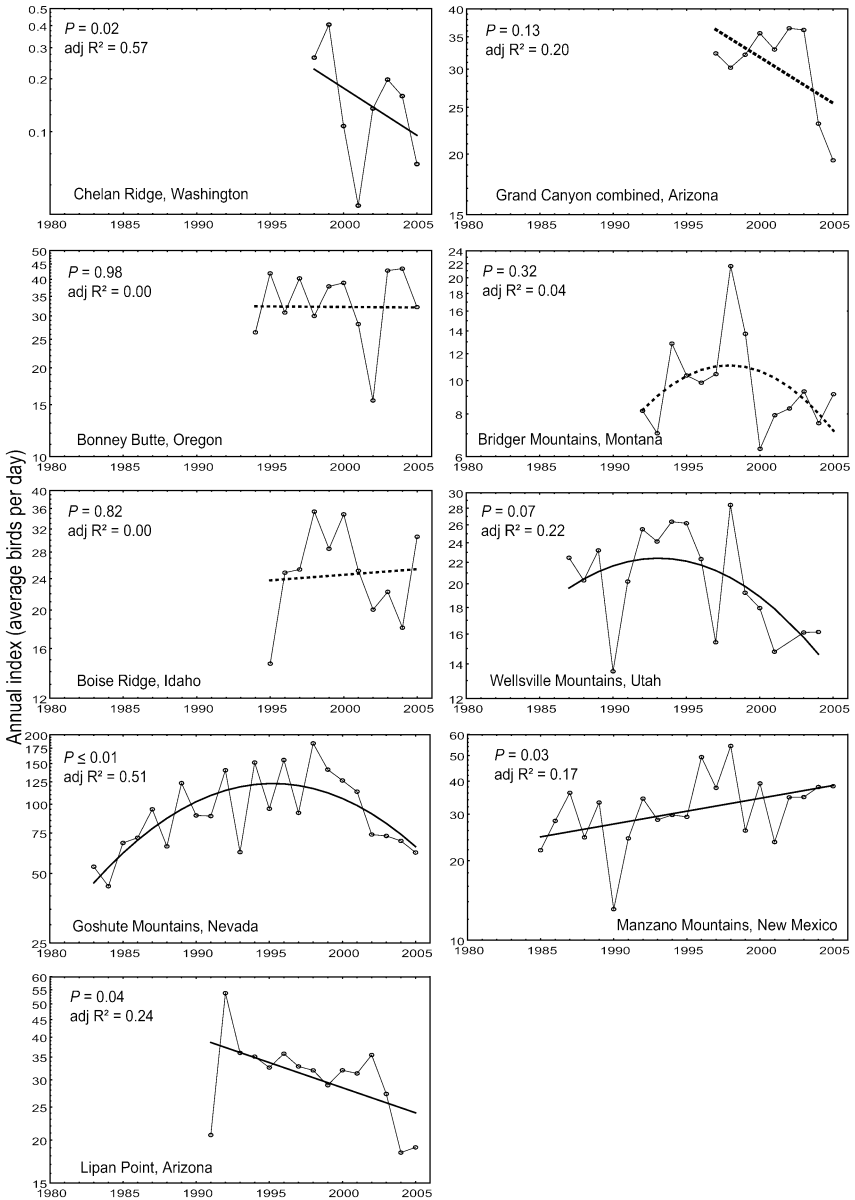 Annual index (average birds per day)
0.5
0.4
0.3
0.2
0.1
P = 0.02
adj R² = 0.57
Chelan Ridge, Washington
1980 1985 1990 1995 2000 2005
40
35
30
25
20
15
P = 0.13
adj R² = 0.20
Grand Canyon combined, Arizona
1980 1985 1990 1995 2000 2005
50
45
40
35
30
25
20
15
10
P = 0.98
adj R² = 0.00
Bonney Butte, Oregon
1980 1985 1990 1995 2000 2005
24
22
20
18
16
14
12
10
8
6
P = 0.32
adj R² = 0.04
Bridger Mountains, Montana
1980 1985 1990 1995 2000 2005
40
36
32
28
24
20
16
12
P = 0.82
adj R² = 0.00
Boise Ridge, Idaho
1980 1985 1990 1995 2000 2005
30
28
26
24
22
20
18
16
14
12
P = 0.07
adj R² = 0.22
Wellsville Mountains, Utah
1980 1985 1990 1995 2000 2005
200
175
150
125
100
75
50
25
P ≤ 0.01
adj R² = 0.51
Goshute Mountains, Nevada
1980 1985 1990 1995 2000 2005
60
50
40
30
20
10
P = 0.03
adj R² = 0.17
Manzano Mountains, New Mexico
1980 1985 1990 1995 2000 2005
60
55
50
45
40
35
30
25
20
15
P = 0.04
adj R² = 0.24
Lipan Point, Arizona
1980 1985 1990 1995 2000 2005